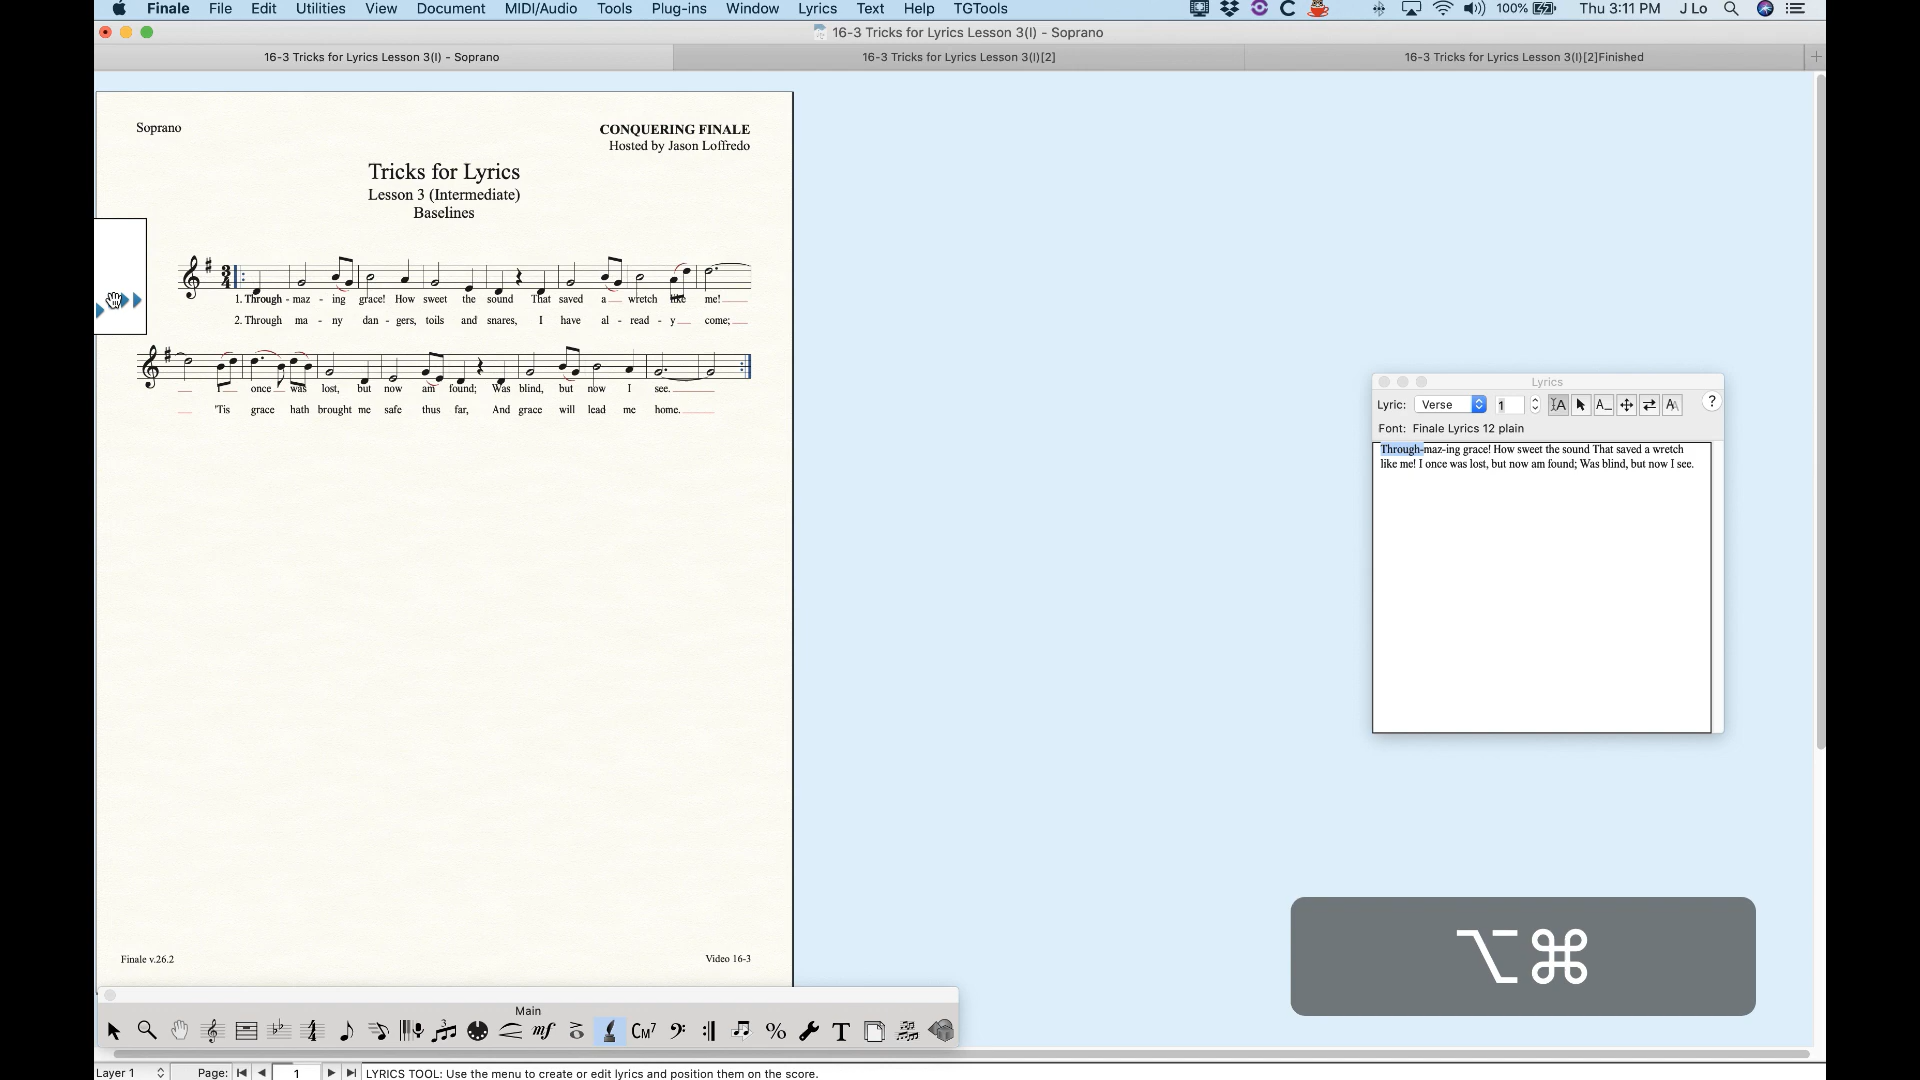 Finale File Edit Utilities View Document MIDI/Audio Tools Plug-ins Window Lyrics Text Help TGTools 100% Thu 3:11 PM J Lo
16-3 Tricks for Lyrics Lesson 3(I) - Soprano
16-3 Tricks for Lyrics Lesson 3(I) - Soprano 16-3 Tricks for Lyrics Lesson 3(I)[2] 16-3 Tricks for Lyrics Lesson 3(I)[2]Finished
Soprano
CONQUERING FINALE
Hosted by Jason Loffredo
Tricks for Lyrics
Lesson 3 (Intermediate)
Baselines
1. Through - maz - ing grace! How sweet the sound That saved a wretch like me!
2. Through ma - ny dan - gers, toils and snares, I have al - read - y come;
I once was lost, but now am found; Was blind, but now I see.
'Tis grace hath brought me safe thus far, And grace will lead me home.
Finale v.26.2
Video 16-3
Lyrics
Lyric: Verse 1 A A_ AA ?
Font: Finale Lyrics 12 plain
Through-maz-ing grace! How sweet the sound That saved a wretch
like me! I once was lost, but now am found; Was blind, but now I see.
⌥⌘
Main
mf CM7 % T
Layer 1 Page: 1 LYRICS TOOL: Use the menu to create or edit lyrics and position them on the score.